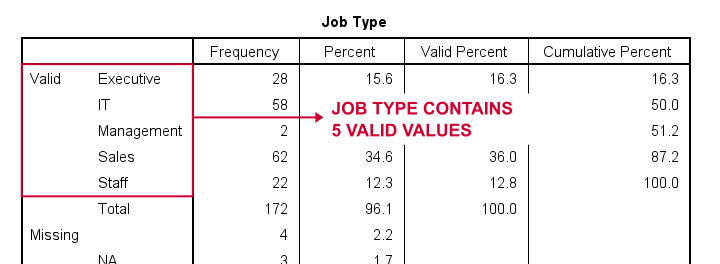 Job Type
Frequency Percent Valid Percent Cumulative Percent
Valid Executive 28 15.6 16.3 16.3
IT 58 50.0
JOB TYPE CONTAINS
5 VALID VALUES
Management 2 51.2
Sales 62 34.6 36.0 87.2
Staff 22 12.3 12.8 100.0
Total 172 96.1 100.0
Missing 4 2.2
NA 3 1.7